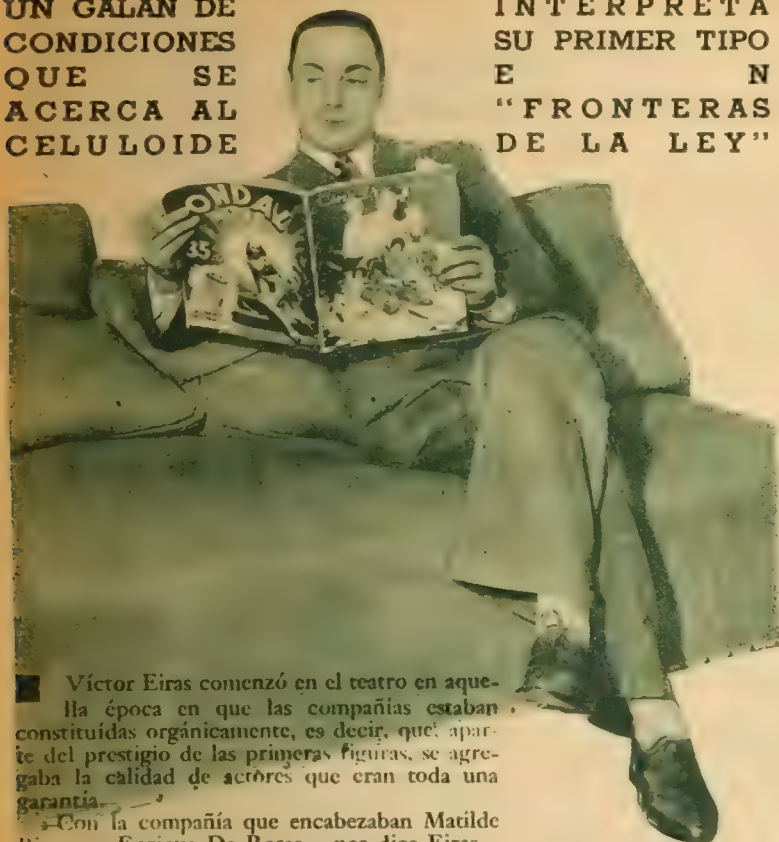 UN GALAN DE
CONDICIONES
QUE SE
ACERCA AL
CELULOIDE
INTERPRETA
SU PRIMER TIPO
EN
"FRONTERAS
DE LA LEY"
35
Víctor Eiras comenzó en el teatro en aque-
lla época en que las compañías estaban
constituídas orgánicamente, es decir, que, apar-
te del prestigio de las primeras figuras, se agre-
gaba la calidad de actores que eran toda una
garantía.
—Con la compañía que encabezaban Matilde